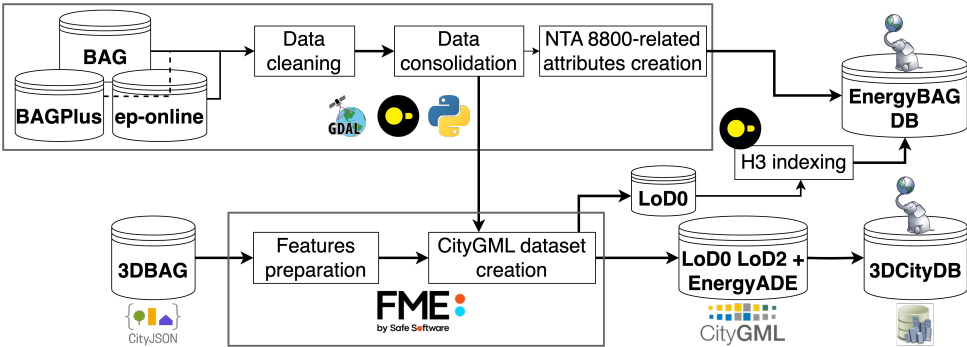 BAG
BAGPlus
ep-online
Data
cleaning
Data
consolidation
NTA 8800-related
attributes creation
GDAL
EnergyBAG
DB
H3 indexing
LoD0
3DBAG
Features
preparation
CityGML dataset
creation
LoD0 LoD2 +
EnergyADE
3DCityDB
{ }
CityJSON
FME:
by Safe Software
CityGML